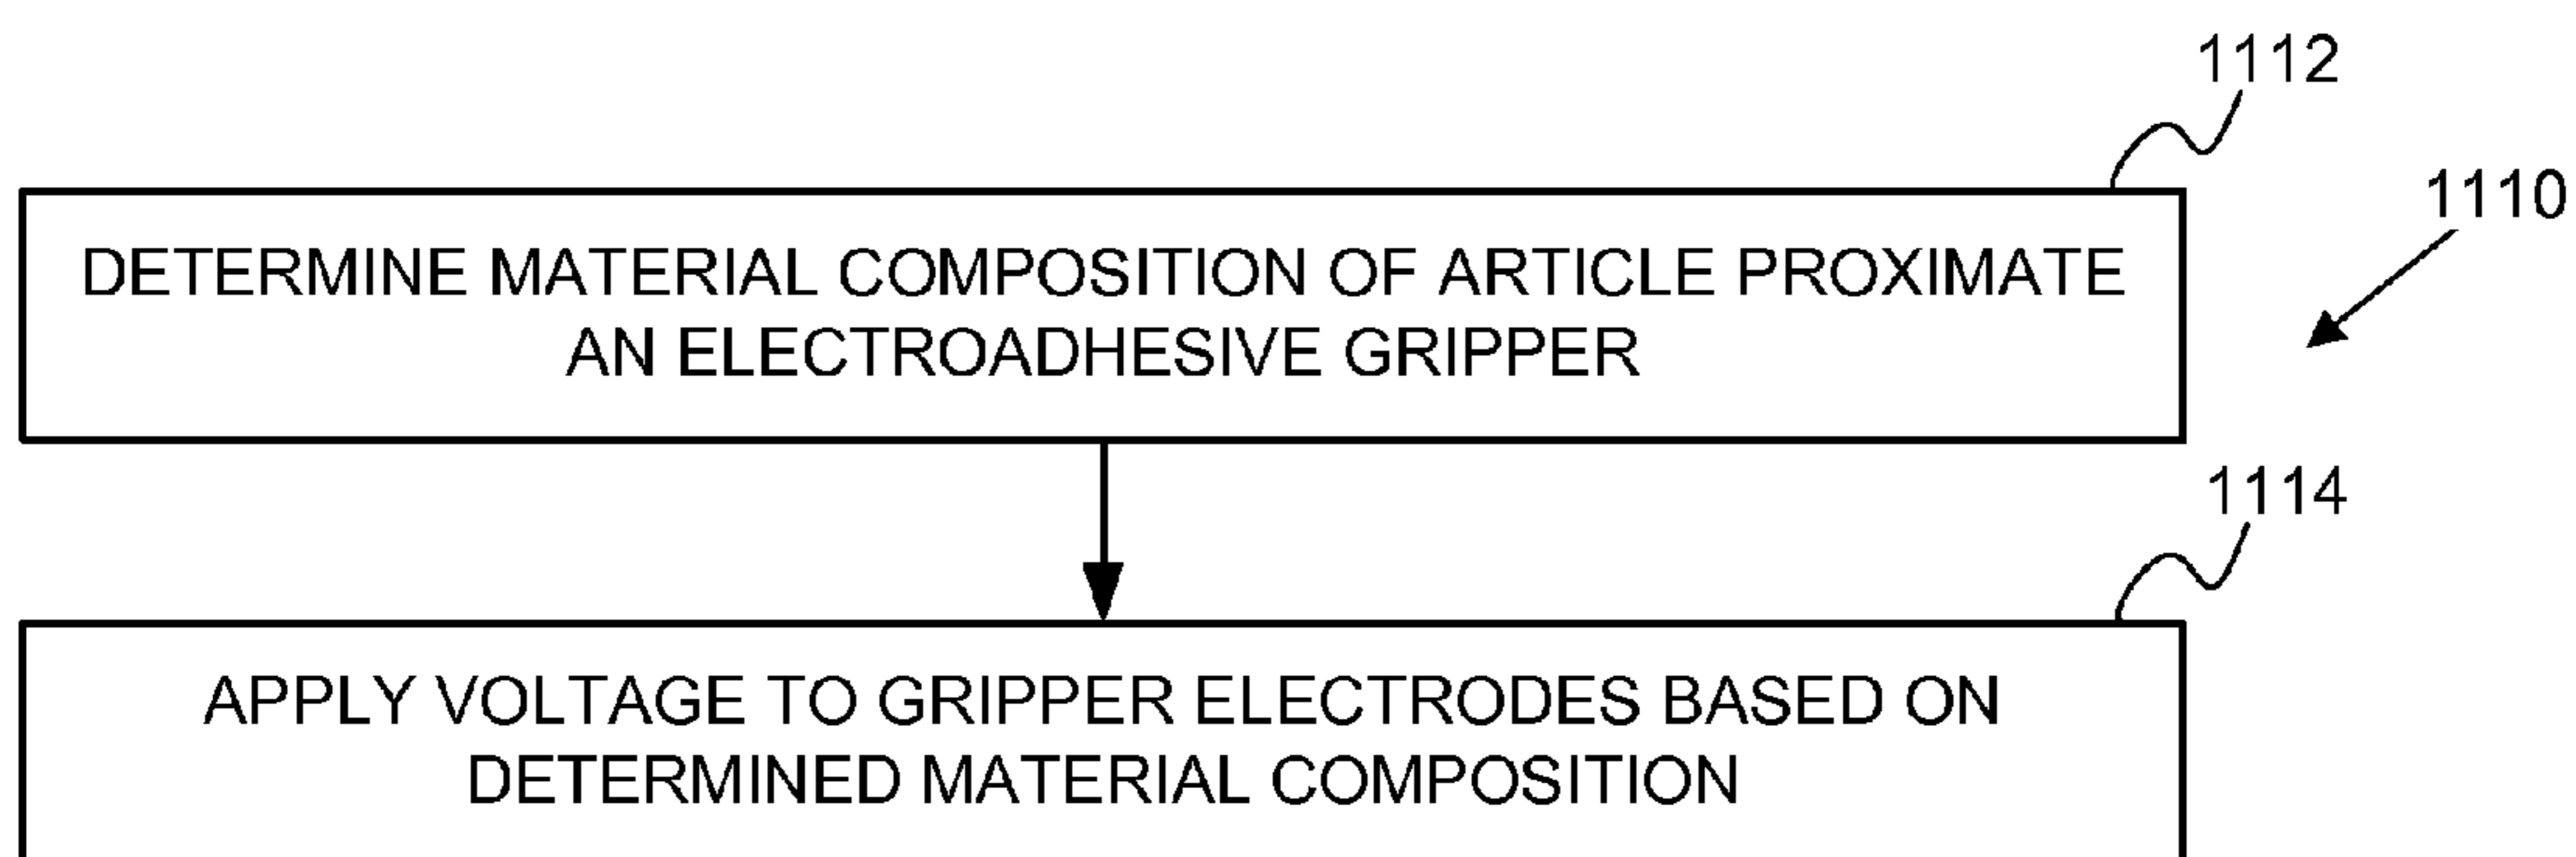 1112
1110
DETERMINE MATERIAL COMPOSITION OF ARTICLE PROXIMATE
AN ELECTROADHESIVE GRIPPER
1114
APPLY VOLTAGE TO GRIPPER ELECTRODES BASED ON
DETERMINED MATERIAL COMPOSITION